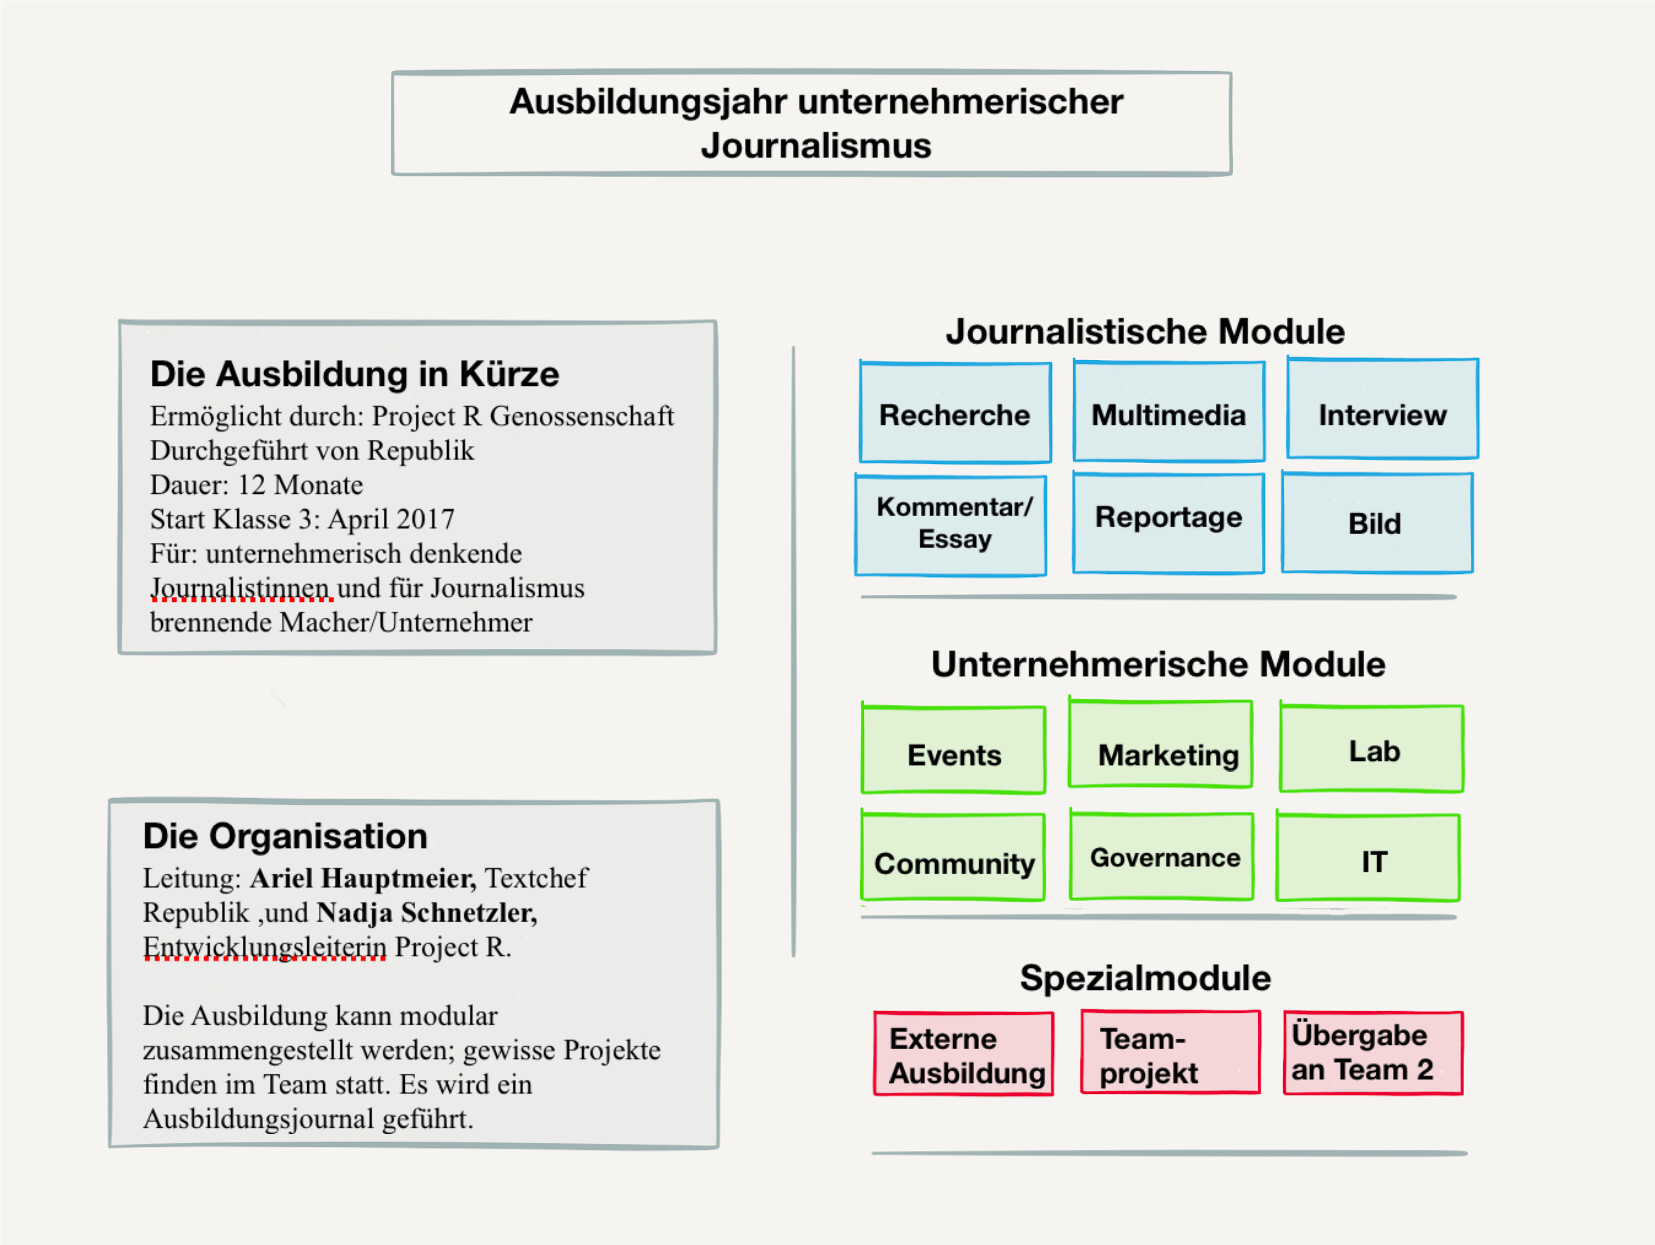 Ausbildungsjahr unternehmerischer
Journalismus
Die Ausbildung in Kürze
Ermöglicht durch: Project R Genossenschaft
Durchgeführt von Republik
Dauer: 12 Monate
Start Klasse 3: April 2017
Für: unternehmerisch denkende
Journalistinnen und für Journalismus
brennende Macher/Unternehmer
Die Organisation
Leitung: Ariel Hauptmeier, Textchef
Republik ,und Nadja Schnetzler,
Entwicklungsleiterin Project R.
Die Ausbildung kann modular
zusammengestellt werden; gewisse Projekte
finden im Team statt. Es wird ein
Ausbildungsjournal geführt.
Journalistische Module
Recherche
Multimedia
Interview
Kommentar/
Essay
Reportage
Bild
Unternehmerische Module
Events
Marketing
Lab
Community
Governance
IT
Spezialmodule
Externe
Ausbildung
Team-
projekt
Übergabe
an Team 2